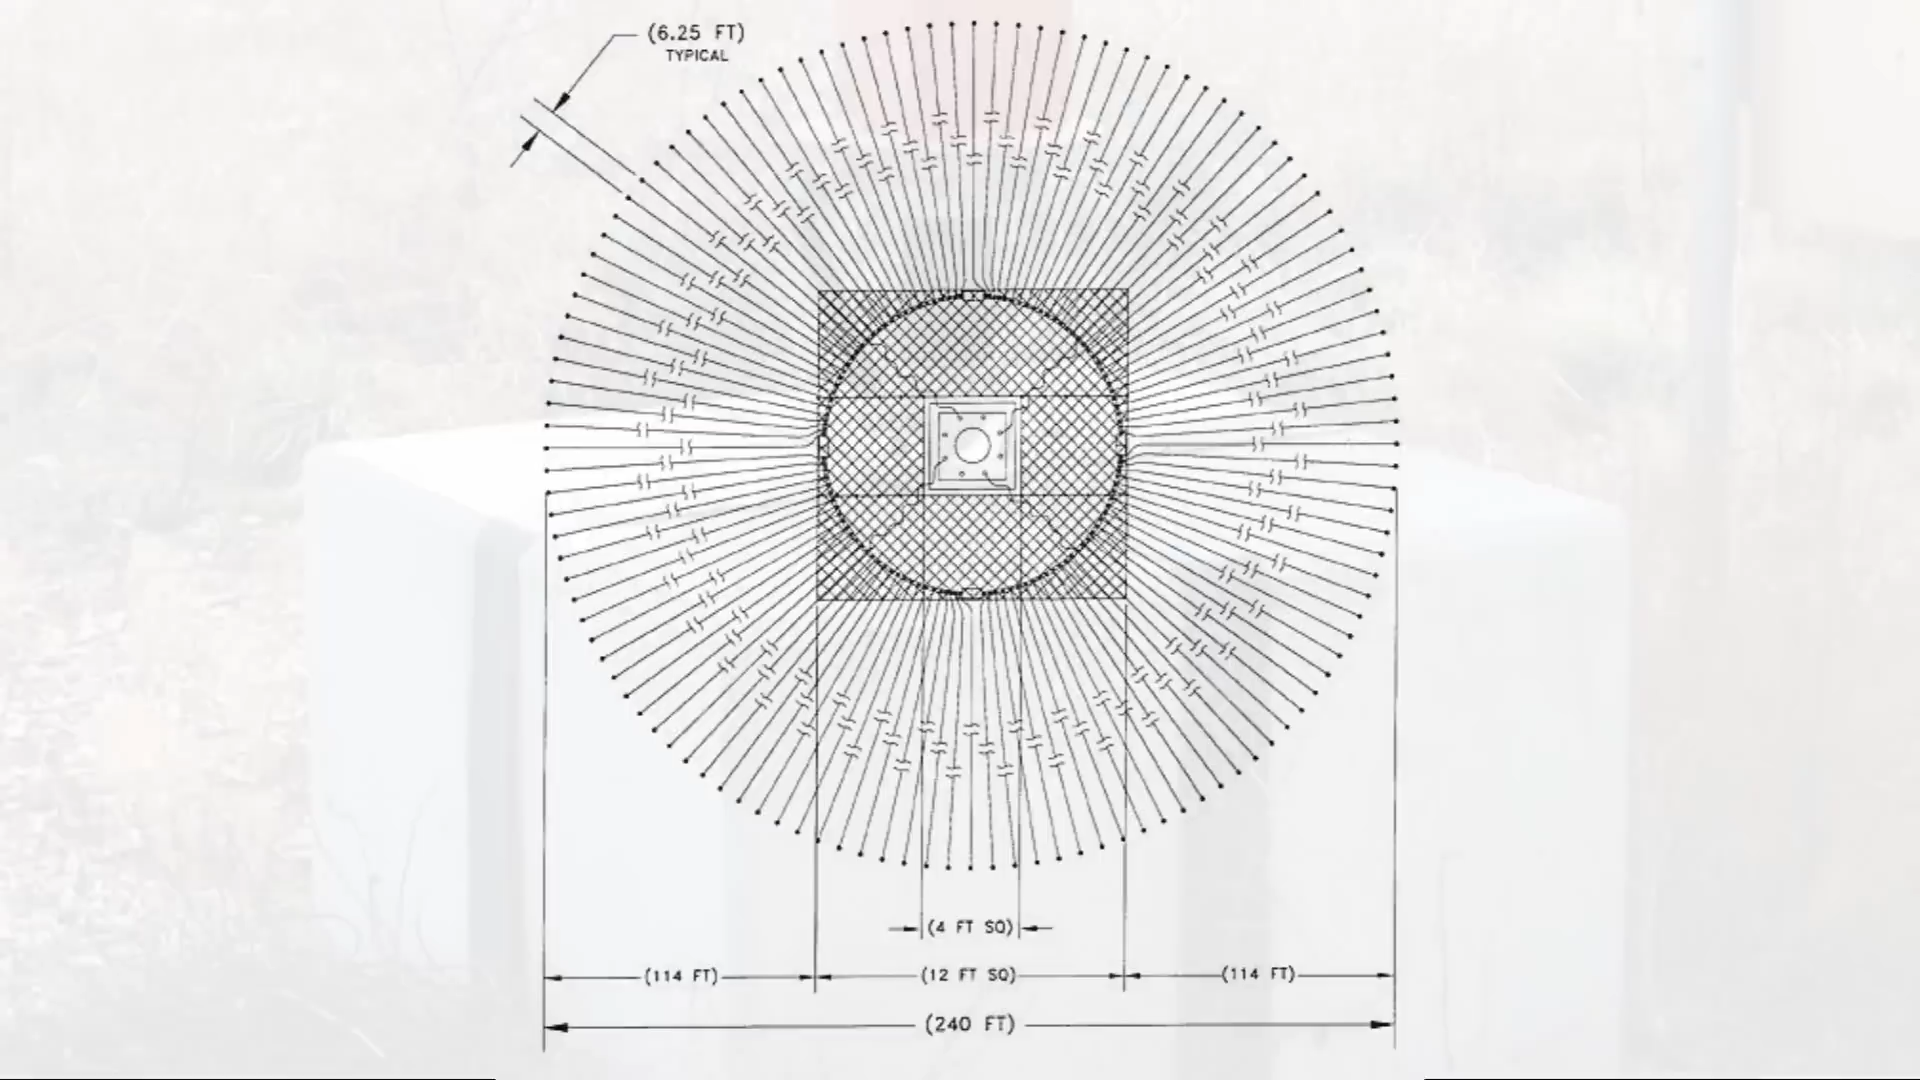 (6.25 FT)
TYPICAL
(4 FT SQ)
(114 FT)
(12 FT SQ)
(114 FT)
(240 FT)